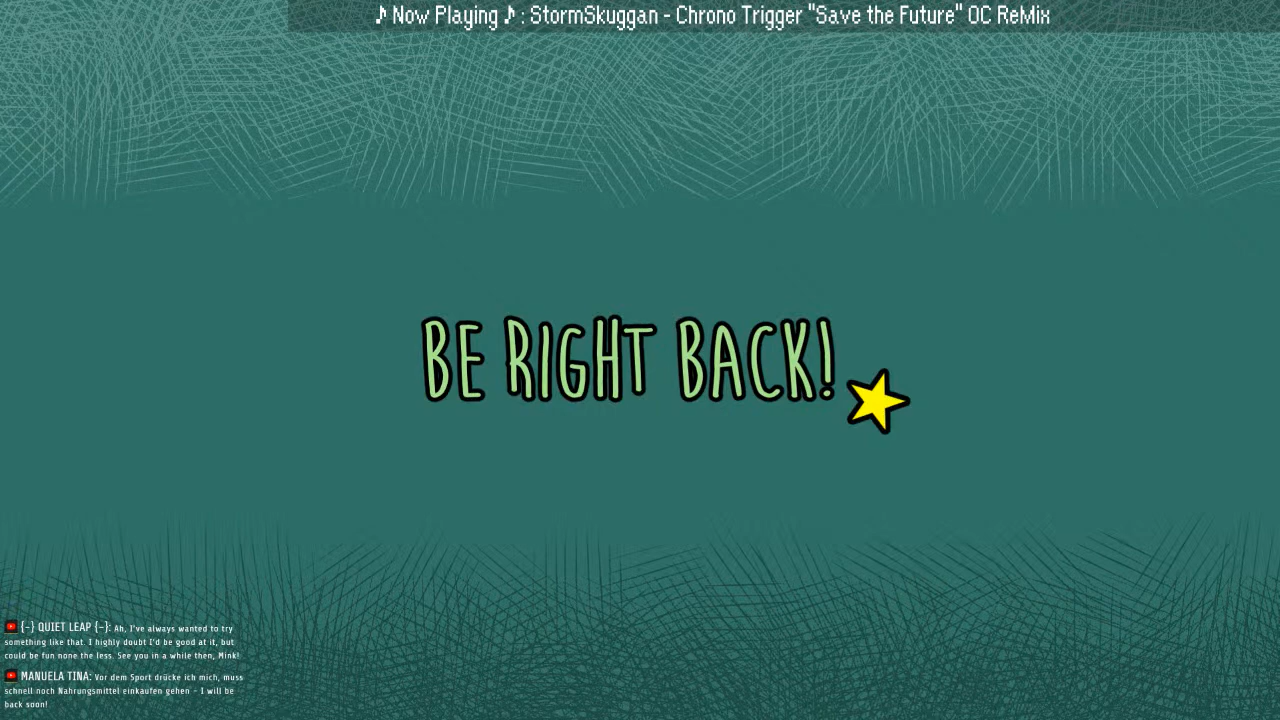 ♪ Now Playing ♪ : StormSkuggan - Chrono Trigger "Save the Future" OC ReMix
BE RIGHT BACK!
{-} QUIET LEAP {-}: Ah, I've always wanted to try
something like that. I highly doubt I'd be good at it, but
could be fun none the less. See you in a while then, Mink!
MANUELA TINA: Vor dem Sport drücke ich mich, muss
schnell noch Nahrungsmittel einkaufen gehen - I will be
back soon!